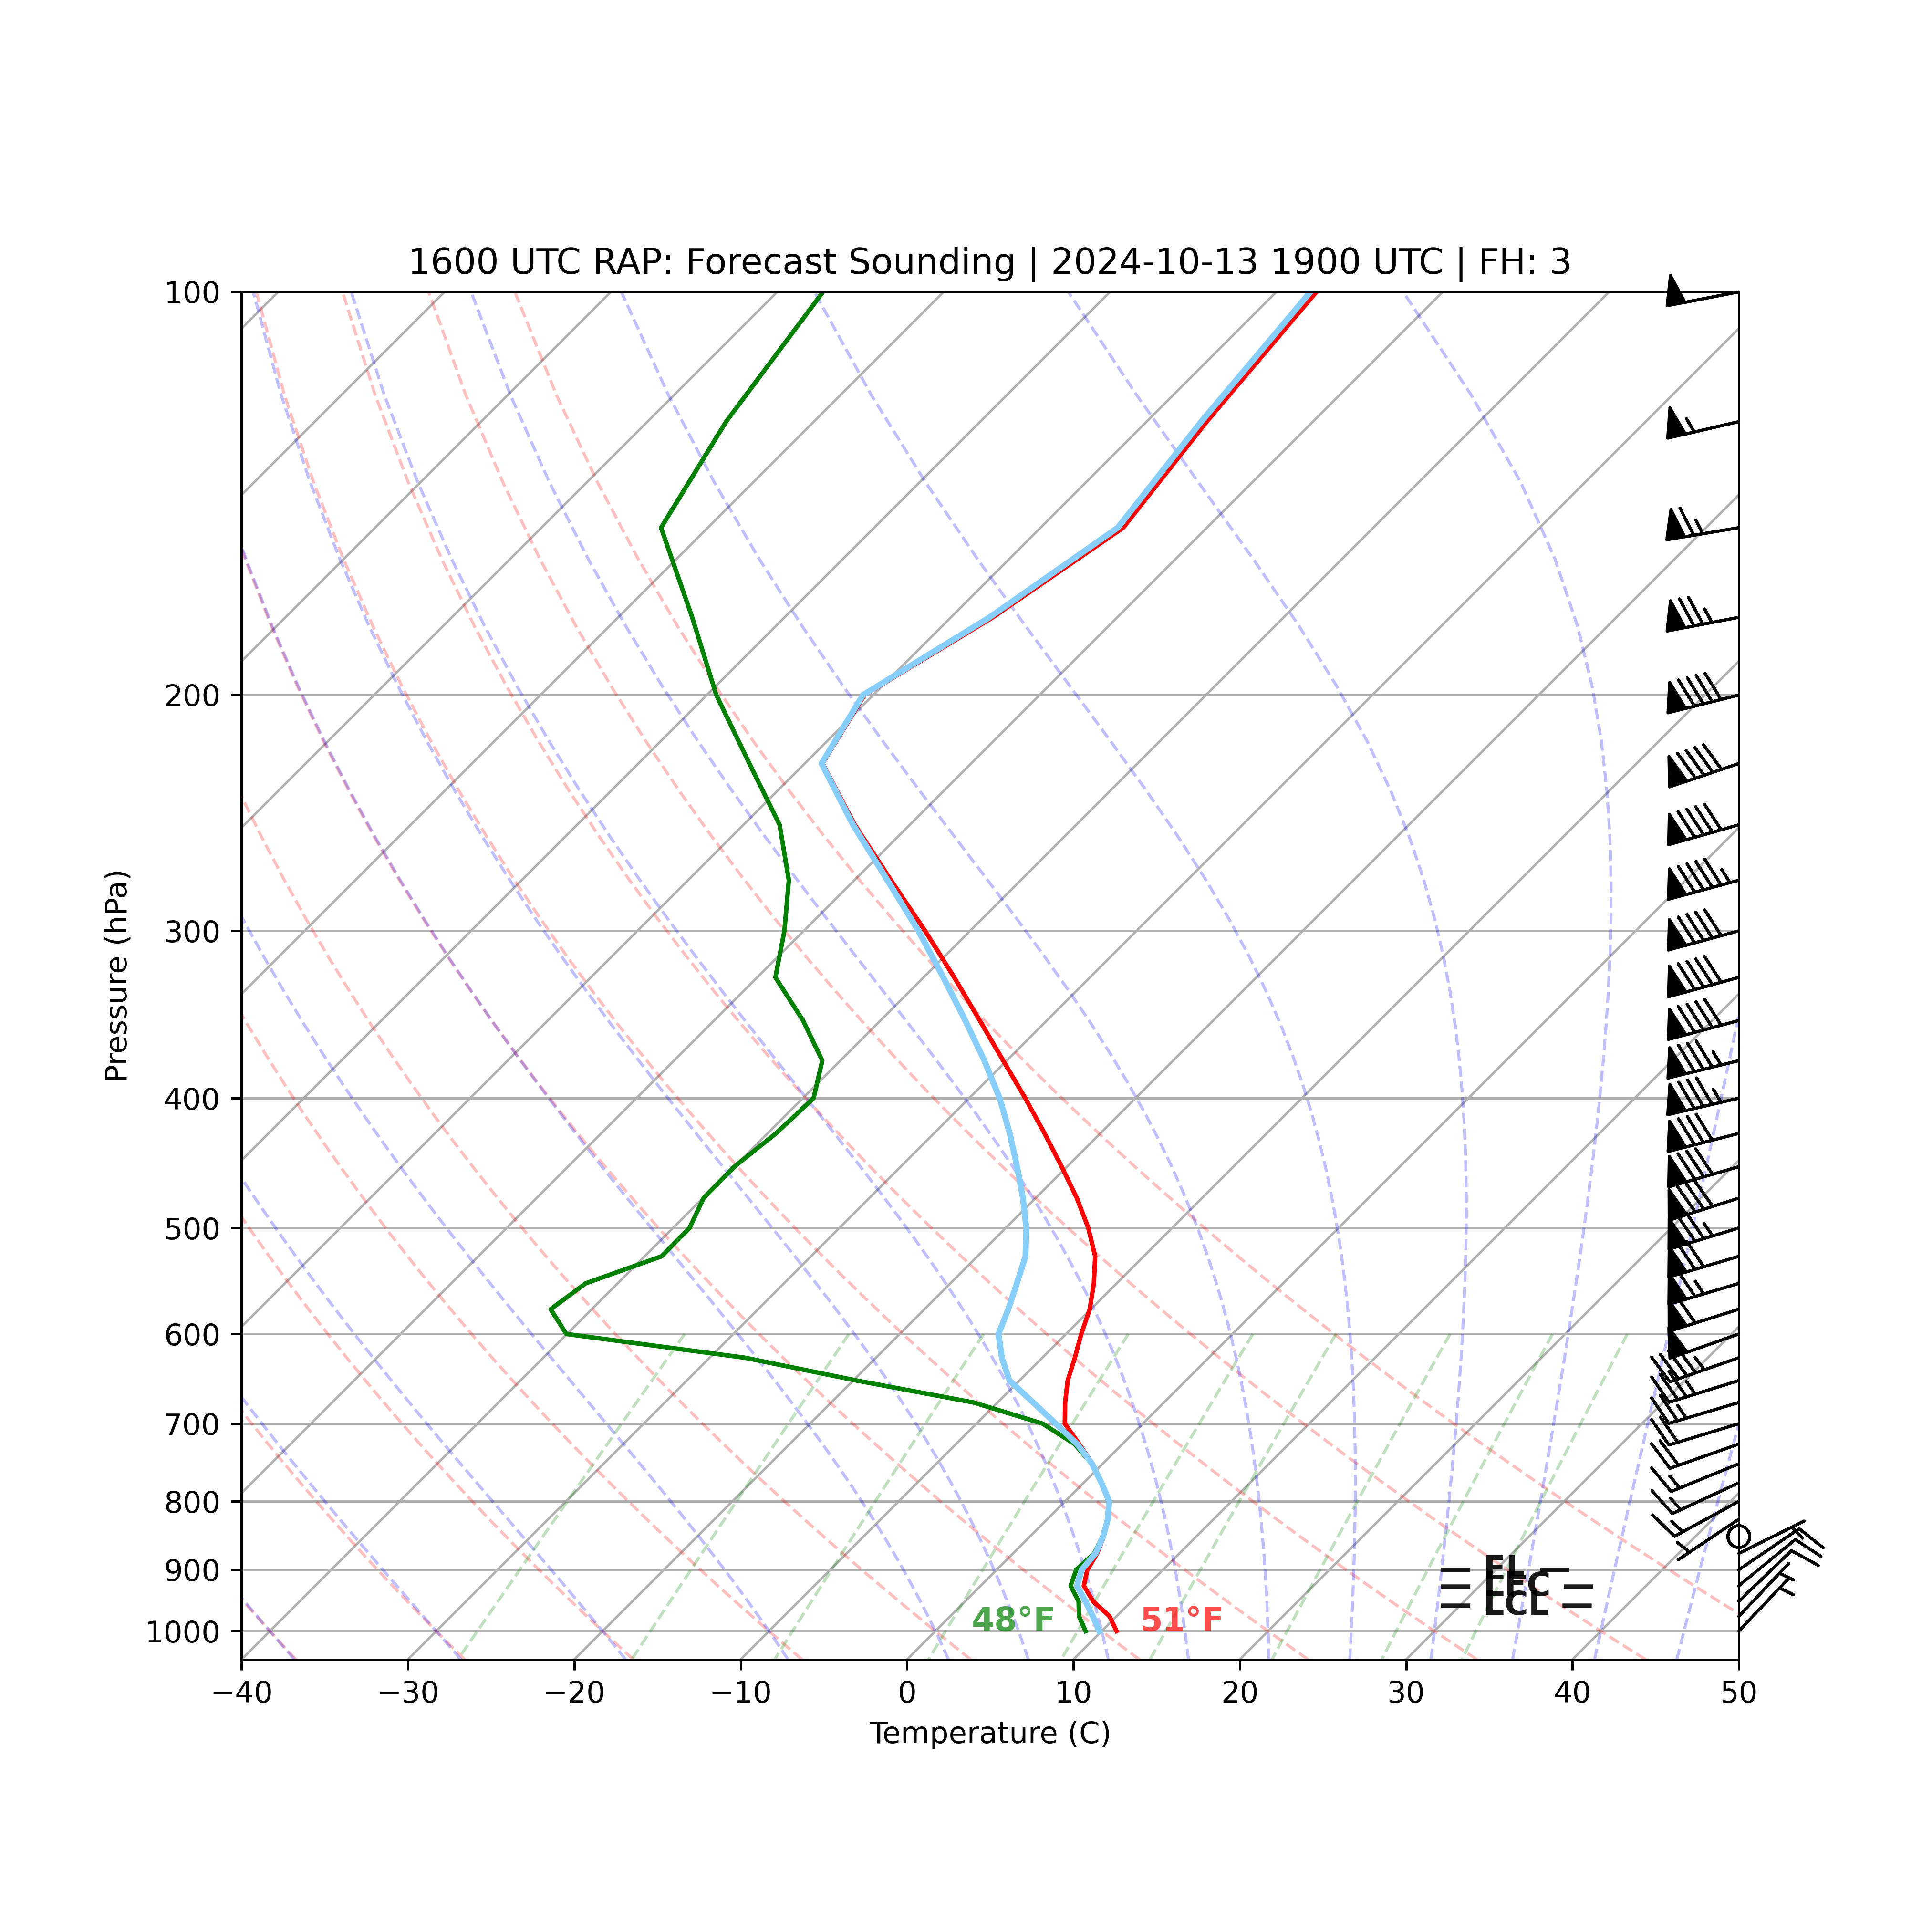 1600 UTC RAP: Forecast Sounding | 2024-10-13 1900 UTC | FH: 3
100
200
300
400
500
600
700
800
900
1000
Pressure (hPa)
EL
LFC
LCL
48°F
51°F
−40 −30 −20 −10 0 10 20 30 40 50
Temperature (C)